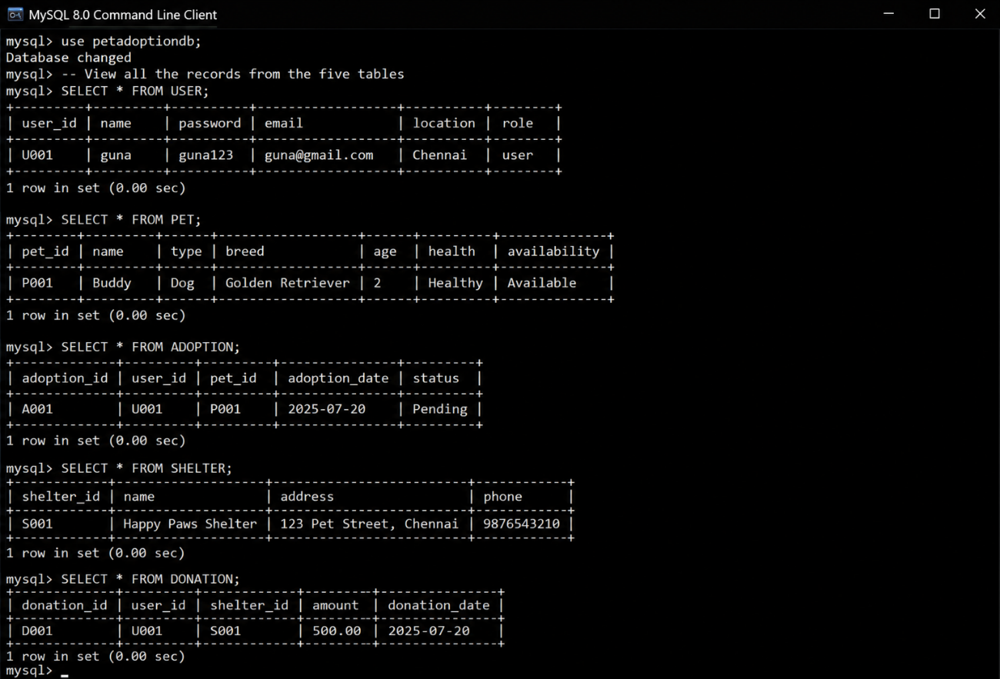 MySQL 8.0 Command Line Client
mysql> use petadoptiondb;
Database changed
mysql> -- View all the records from the five tables
mysql> SELECT * FROM USER;
+---------+---------+----------+------------------+----------+--------+
| user_id | name    | password | email            | location | role   |
+---------+---------+----------+------------------+----------+--------+
| U001    | guna    | guna123  | guna@gmail.com   | Chennai  | user   |
+---------+---------+----------+------------------+----------+--------+
1 row in set (0.00 sec)
mysql> SELECT * FROM PET;
+--------+---------+------+------------------+------+---------+--------------+
| pet_id | name    | type | breed            | age  | health  | availability |
+--------+---------+------+------------------+------+---------+--------------+
| P001   | Buddy   | Dog  | Golden Retriever | 2    | Healthy | Available    |
+--------+---------+------+------------------+------+---------+--------------+
1 row in set (0.00 sec)
mysql> SELECT * FROM ADOPTION;
+-------------+---------+---------+---------------+---------+
| adoption_id | user_id | pet_id  | adoption_date | status  |
+-------------+---------+---------+---------------+---------+
| A001        | U001    | P001    | 2025-07-20    | Pending |
+-------------+---------+---------+---------------+---------+
1 row in set (0.00 sec)
mysql> SELECT * FROM SHELTER;
+------------+-------------------+-------------------------+------------+
| shelter_id | name              | address                 | phone      |
+------------+-------------------+-------------------------+------------+
| S001       | Happy Paws Shelter | 123 Pet Street, Chennai | 9876543210 |
+------------+-------------------+-------------------------+------------+
1 row in set (0.00 sec)
mysql> SELECT * FROM DONATION;
+-------------+---------+------------+--------+---------------+
| donation_id | user_id | shelter_id | amount | donation_date |
+-------------+---------+------------+--------+---------------+
| D001        | U001    | S001       | 500.00 | 2025-07-20    |
+-------------+---------+------------+--------+---------------+
1 row in set (0.00 sec)
mysql> _